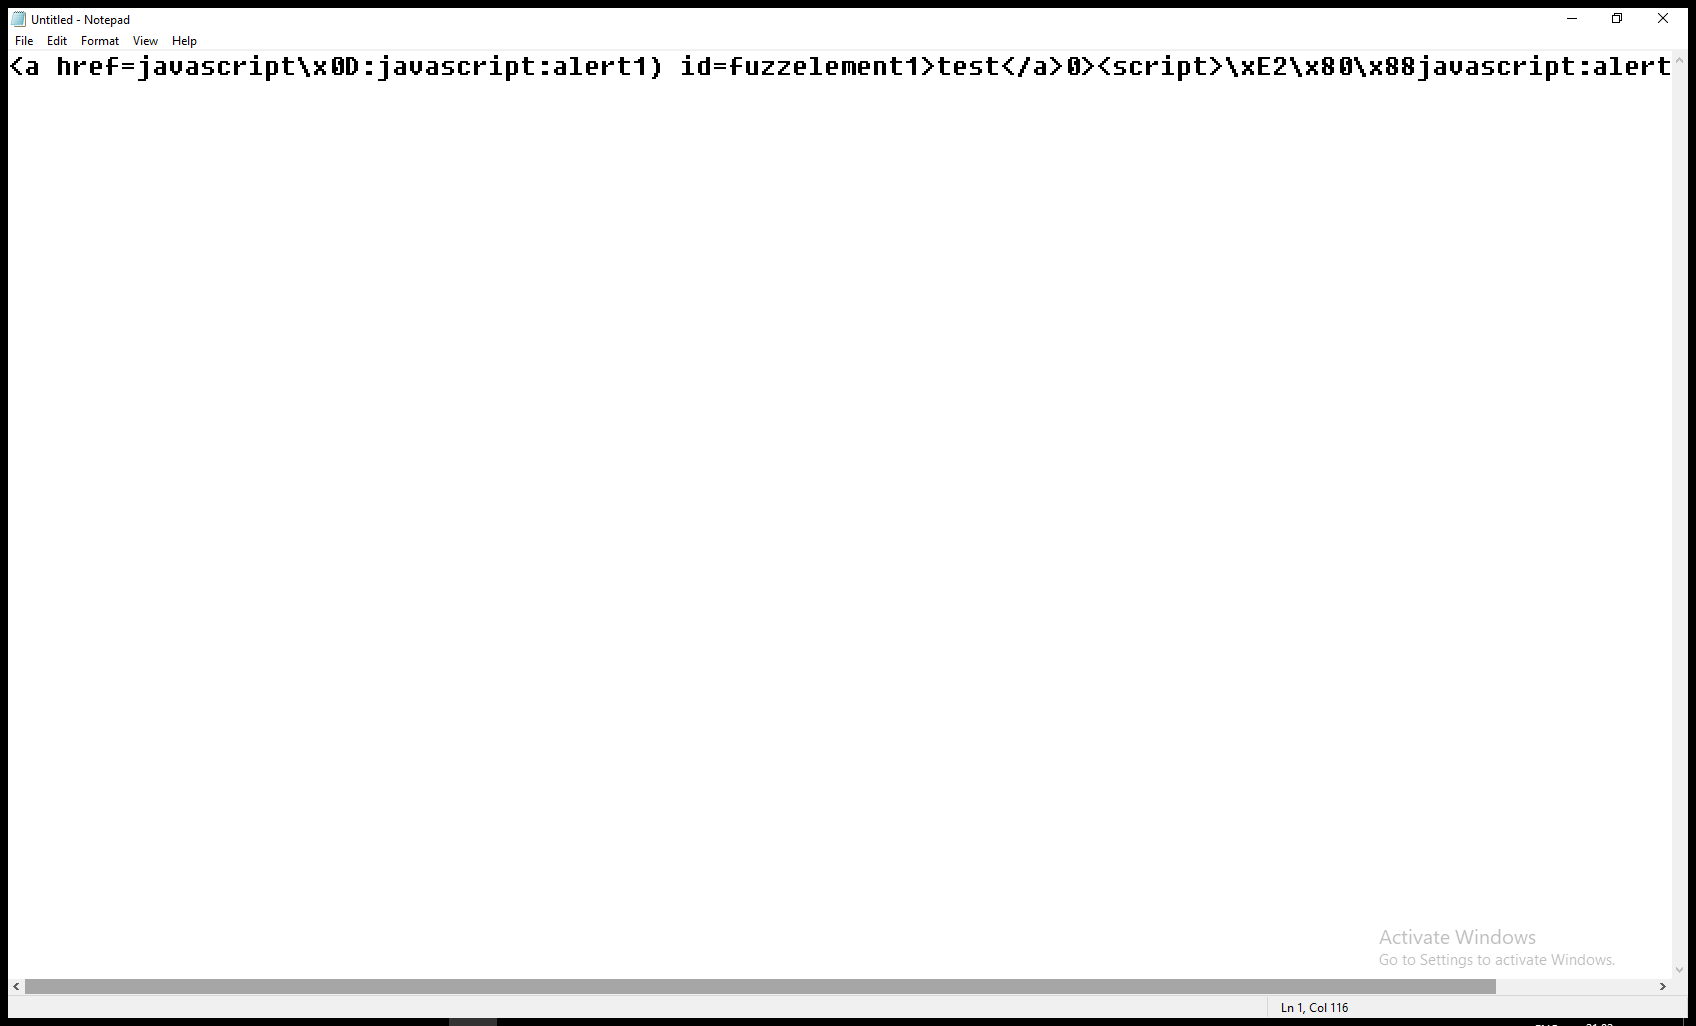 Untitled - Notepad
File Edit Format View Help
<a href=javascript\x0D:javascript:alert1) id=fuzzelement1>test</a>0><script>\xE2\x80\x88javascript:alert
Activate Windows
Go to Settings to activate Windows.
Ln 1, Col 116